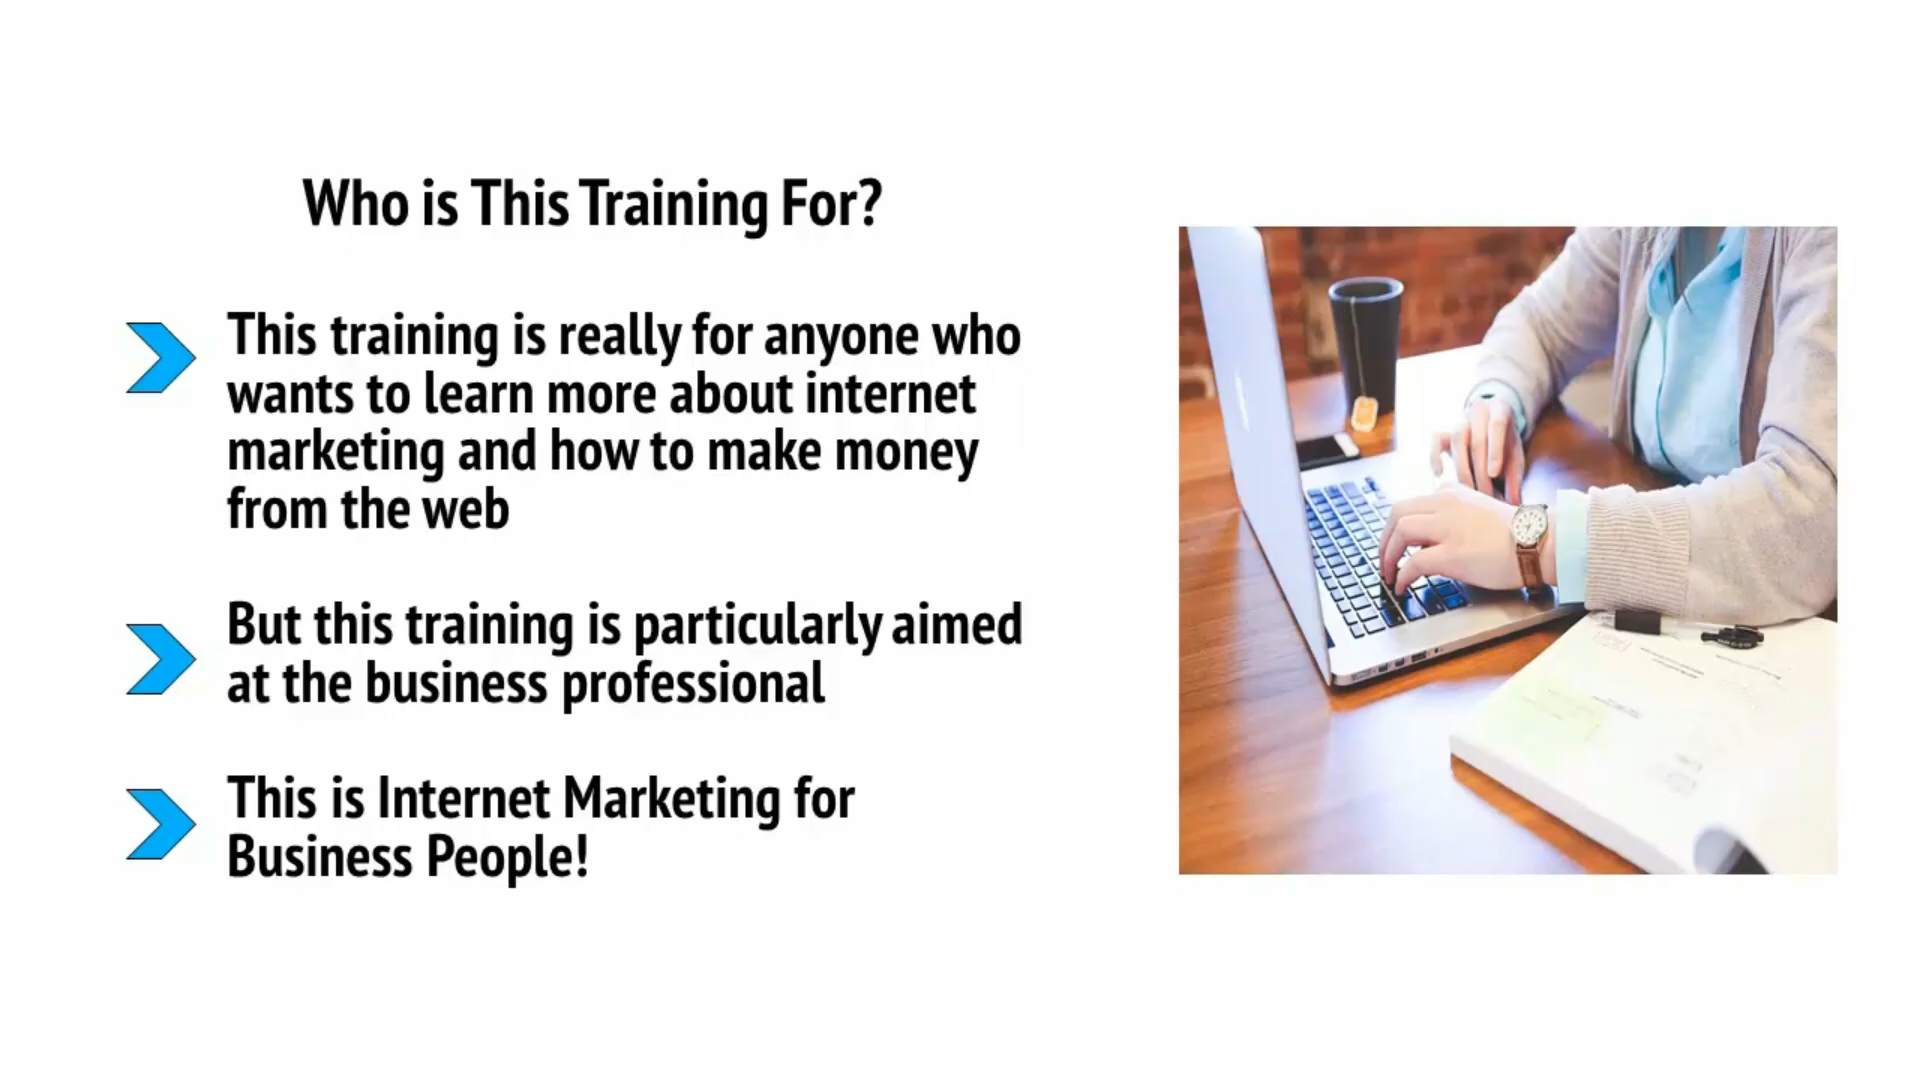 Who is This Training For?
This training is really for anyone who
wants to learn more about internet
marketing and how to make money
from the web
But this training is particularly aimed
at the business professional
This is Internet Marketing for
Business People!